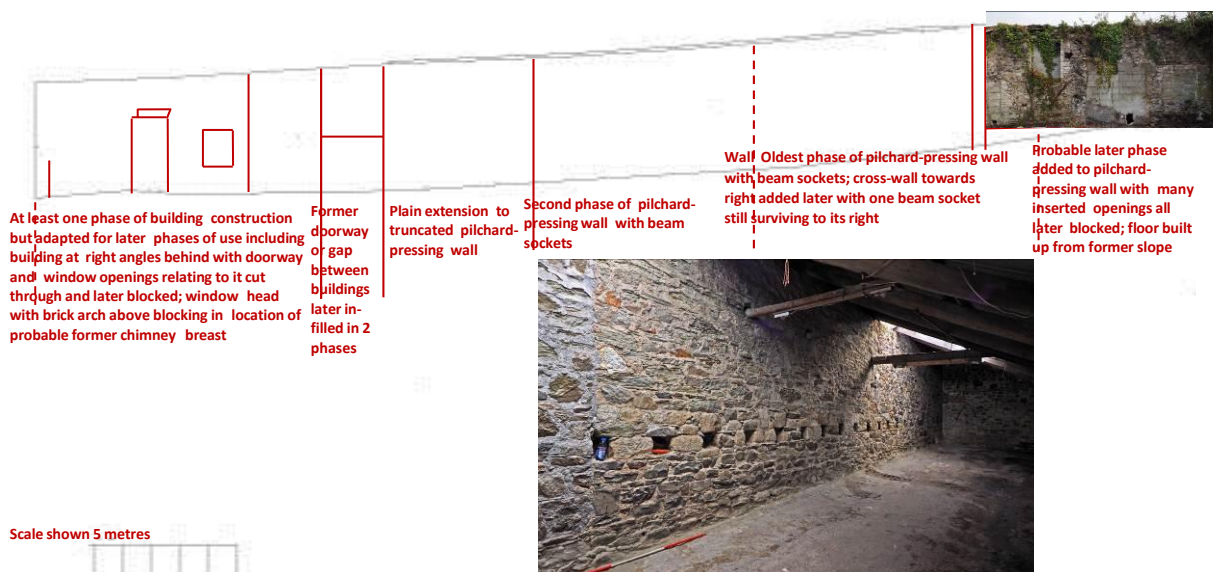 At least one phase of building construction
but adapted for later phases of use including
building at right angles behind with doorway
and window openings relating to it cut
through and later blocked; window head
with brick arch above blocking in location of
probable former chimney breast
Former
doorway
or gap
between
buildings
later in-
filled in 2
phases
Plain extension to
truncated pilchard-
pressing wall
Second phase of pilchard-
pressing wall with beam
sockets
Wall Oldest phase of pilchard-pressing wall
with beam sockets; cross-wall towards
right added later with one beam socket
still surviving to its right
Probable later phase
added to pilchard-
pressing wall with many
inserted openings all
later blocked; floor built
up from former slope
Scale shown 5 metres